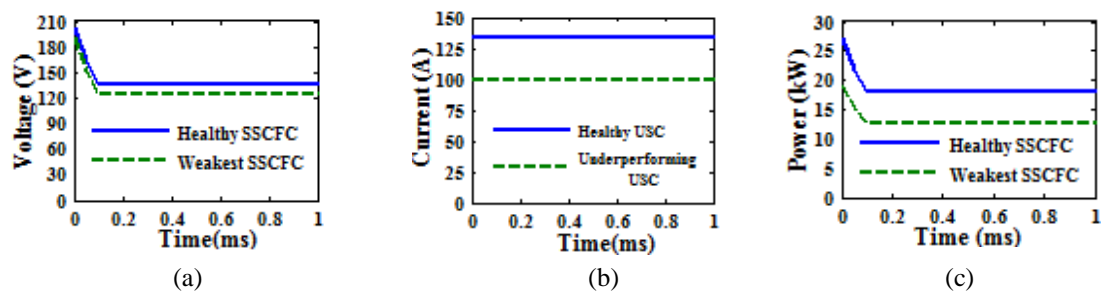 Voltage (V)
210
180
150
120
90
60
30
0
0
0.2
0.4
0.6
0.8
1
Time(ms)
Healthy SSCFC
Weakest SSCFC
(a)
Current (A)
150
125
100
75
50
25
0
0
0.2
0.4
0.6
0.8
1
Time(ms)
Healthy USC
Underperforming
USC
(b)
Power (kW)
30
25
20
15
10
5
0
0
0.2
0.4
0.6
0.8
1
Time (ms)
Healthy SSCFC
Weakest SSCFC
(c)